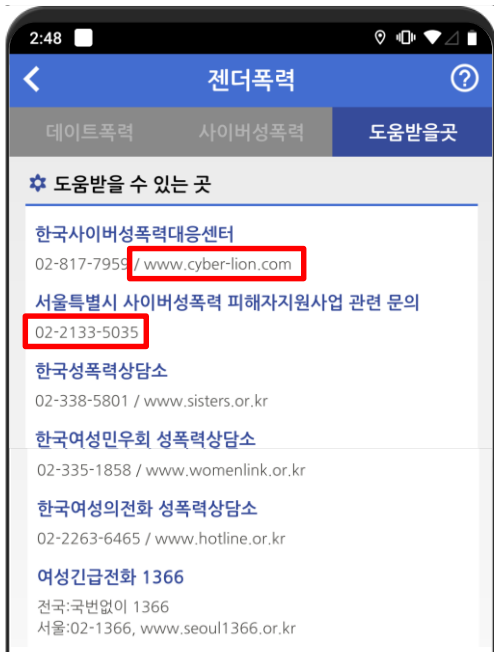 2:48
젠더폭력
?
데이트폭력 사이버성폭력 도움받을곳
도움받을 수 있는 곳
한국사이버성폭력대응센터
02-817-7959 / www.cyber-lion.com
서울특별시 사이버성폭력 피해자지원사업 관련 문의
02-2133-5035
한국성폭력상담소
02-338-5801 / www.sisters.or.kr
한국여성민우회 성폭력상담소
02-335-1858 / www.womenlink.or.kr
한국여성의전화 성폭력상담소
02-2263-6465 / www.hotline.or.kr
여성긴급전화 1366
전국:국번없이 1366
서울:02-1366, www.seoul1366.or.kr